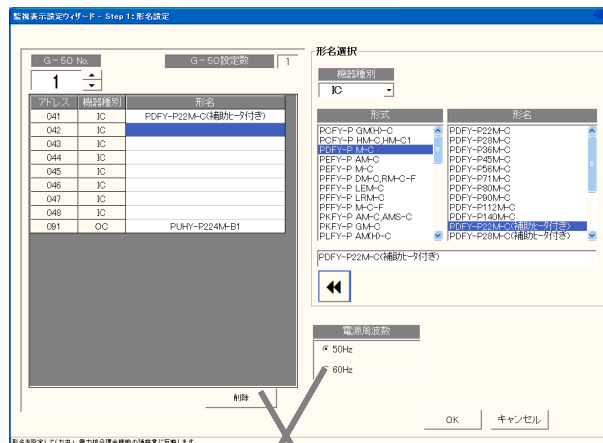 監視表示設定ウィザード - Step 1: 形名設定
G-50 No.
G-50設定数 1
1
アドレス 機器種別 形名
041 IC PDFY-P22M-C(補助ヒータ付き)
042 IC
043 IC
044 IC
045 IC
046 IC
047 IC
048 IC
091 OC PUHY-P224M-B1
削除
形名選択
機器種別
IC
形式
PCFY-P GM(H)-C
PCFY-P HM-C,HM-C1
PDFY-P M-C
PEFY-P AM-C
PEFY-P M-C
PFFY-P DM-C,RM-C-F
PFFY-P LEM-C
PFFY-P LRM-C
PFFY-P M-C-F
PKFY-P AM-C,AMS-C
PKFY-P GM-C
PLFY-P AM(H)-C
形名
PDFY-P22M-C
PDFY-P28M-C
PDFY-P36M-C
PDFY-P45M-C
PDFY-P56M-C
PDFY-P71M-C
PDFY-P80M-C
PDFY-P90M-C
PDFY-P112M-C
PDFY-P140M-C
PDFY-P22M-C(補助ヒータ付き)
PDFY-P28M-C(補助ヒータ付き)
PDFY-P22M-C(補助ヒータ付き)
電源周波数
50Hz
60Hz
OK キャンセル